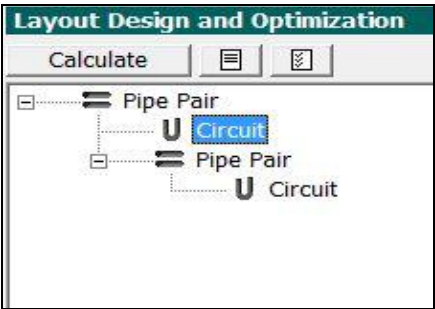 Layout Design and Optimization
Calculate
Pipe Pair
Circuit
Pipe Pair
Circuit